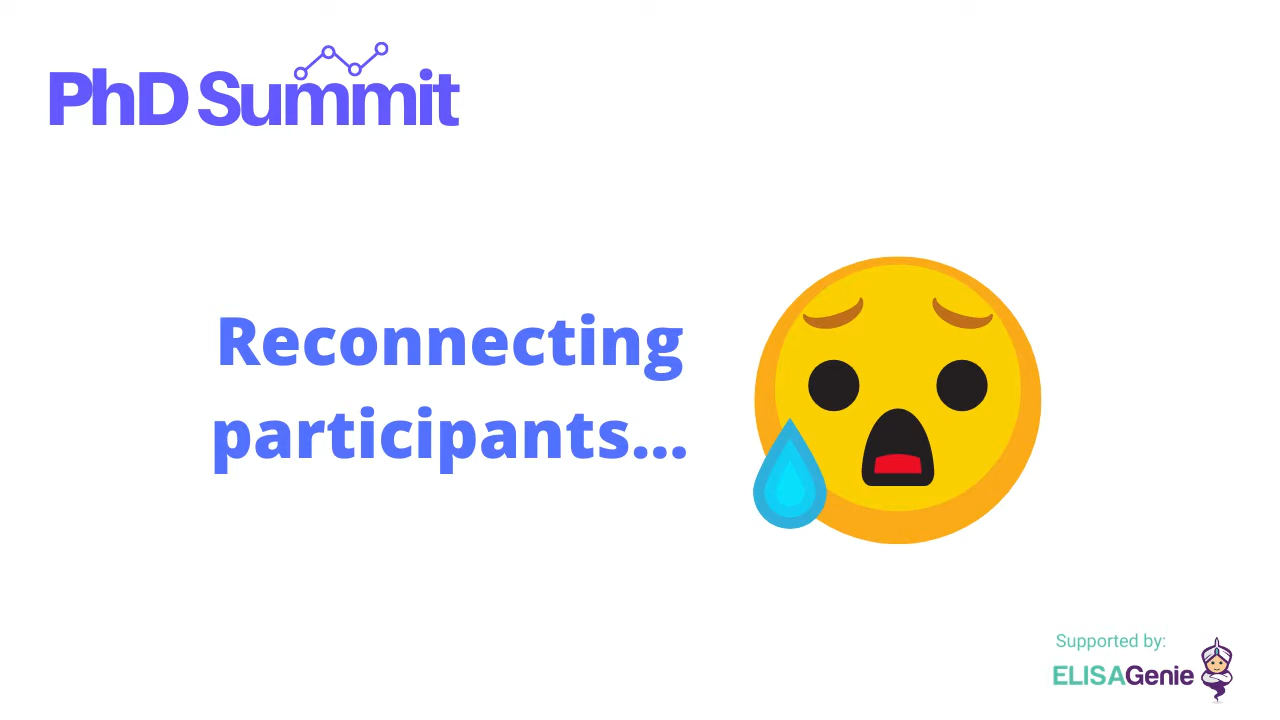 PhD Summit
Reconnecting
participants...
Supported by:
ELISAGenie